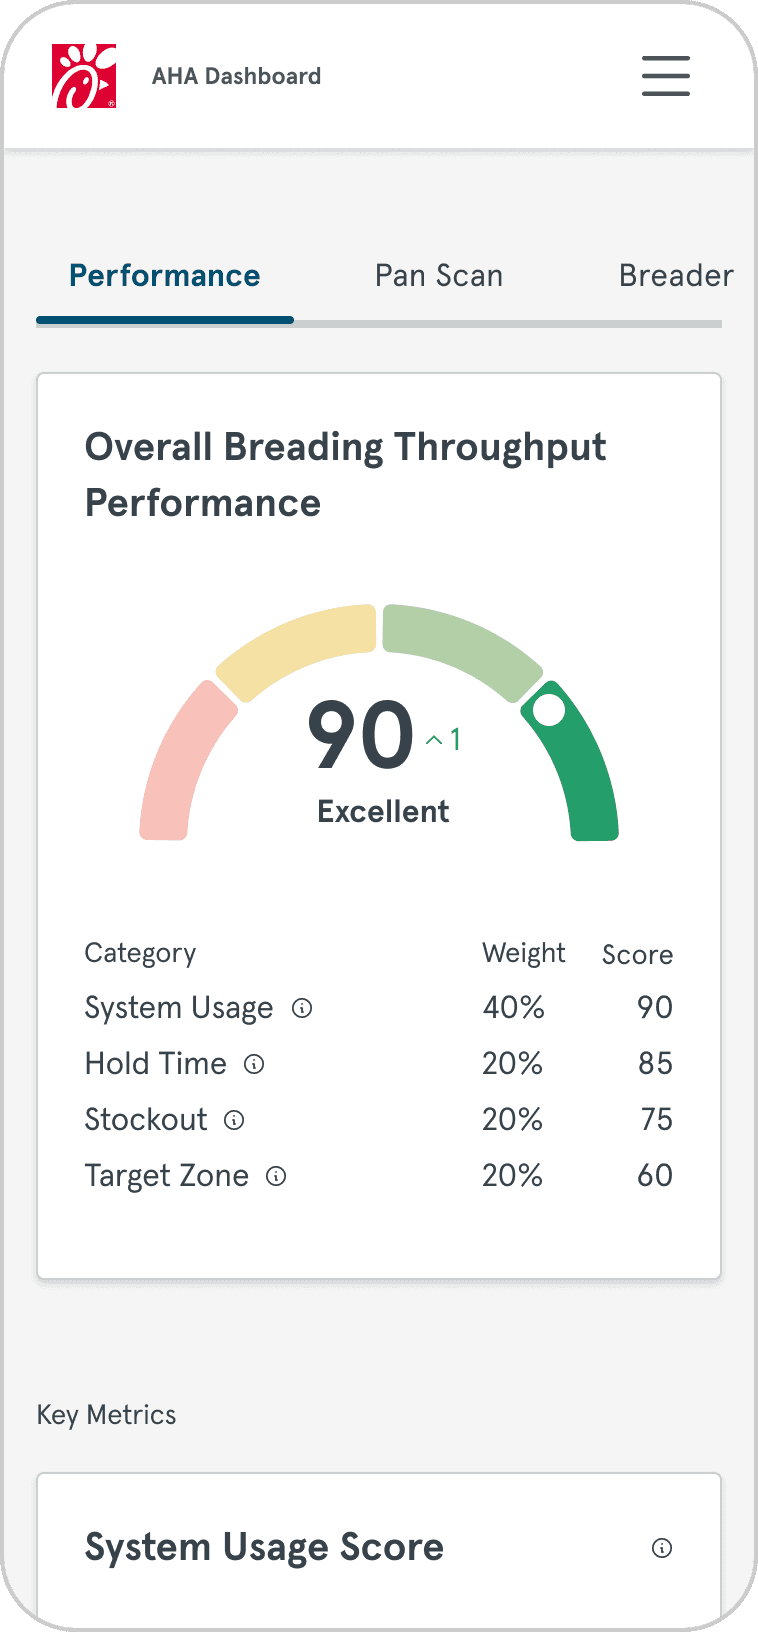 AHA Dashboard
Performance Pan Scan Breader
Overall Breading Throughput
Performance
90 1
Excellent
Category Weight Score
System Usage 40% 90
Hold Time 20% 85
Stockout 20% 75
Target Zone 20% 60
Key Metrics
System Usage Score